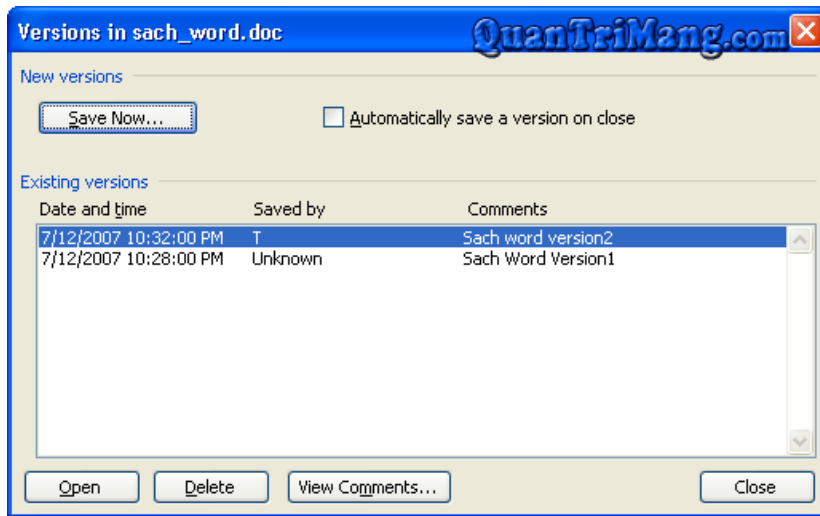 Versions in sach_word.doc QuanTriMang.com
New versions
Save Now... Automatically save a version on close
Existing versions
Date and time Saved by Comments
7/12/2007 10:32:00 PM T Sach word version2
7/12/2007 10:28:00 PM Unknown Sach Word Version1
Open Delete View Comments... Close